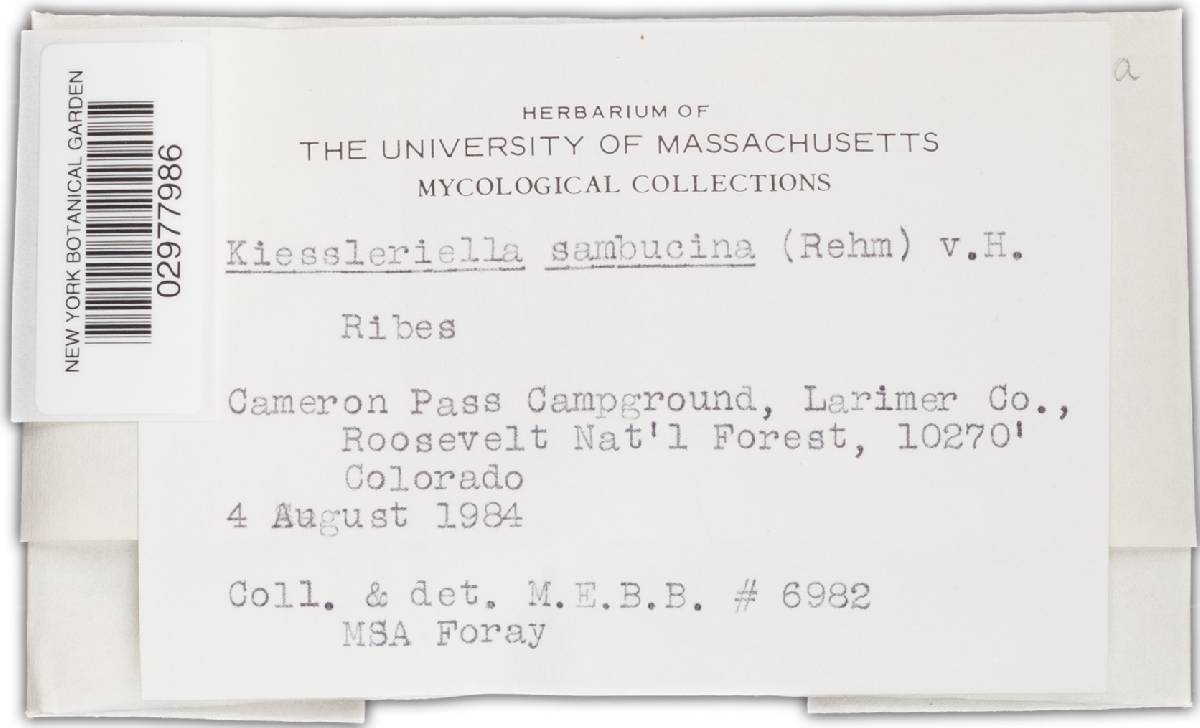 NEW YORK BOTANICAL GARDEN
02977986
a
HERBARIUM OF
THE UNIVERSITY OF MASSACHUSETTS
MYCOLOGICAL COLLECTIONS
Kiessleriella sambucina (Rehm) v.H.
Ribes
Cameron Pass Campground, Larimer Co.,
Roosevelt Nat'l Forest, 10270'
Colorado
4 August 1984
Coll. & det. M.E.B.B. # 6982
MSA Foray